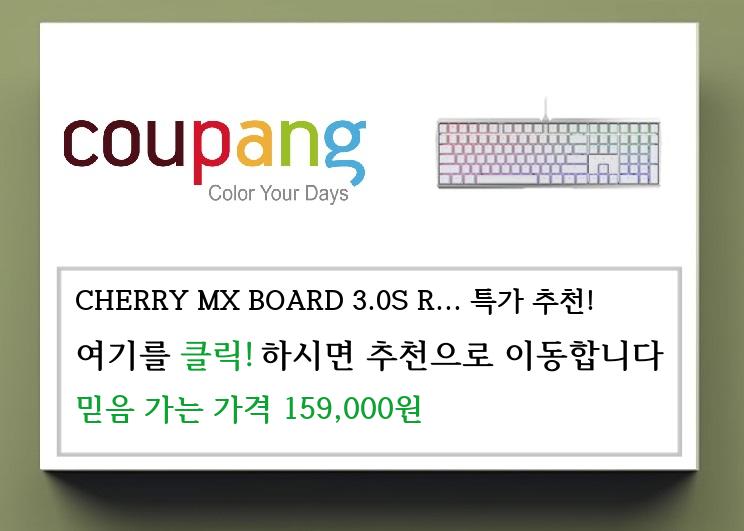 coupang
Color Your Days
CHERRY MX BOARD 3.0S R... 특가 추천!
여기를 클릭! 하시면 추천으로 이동합니다
믿음 가는 가격 159,000원